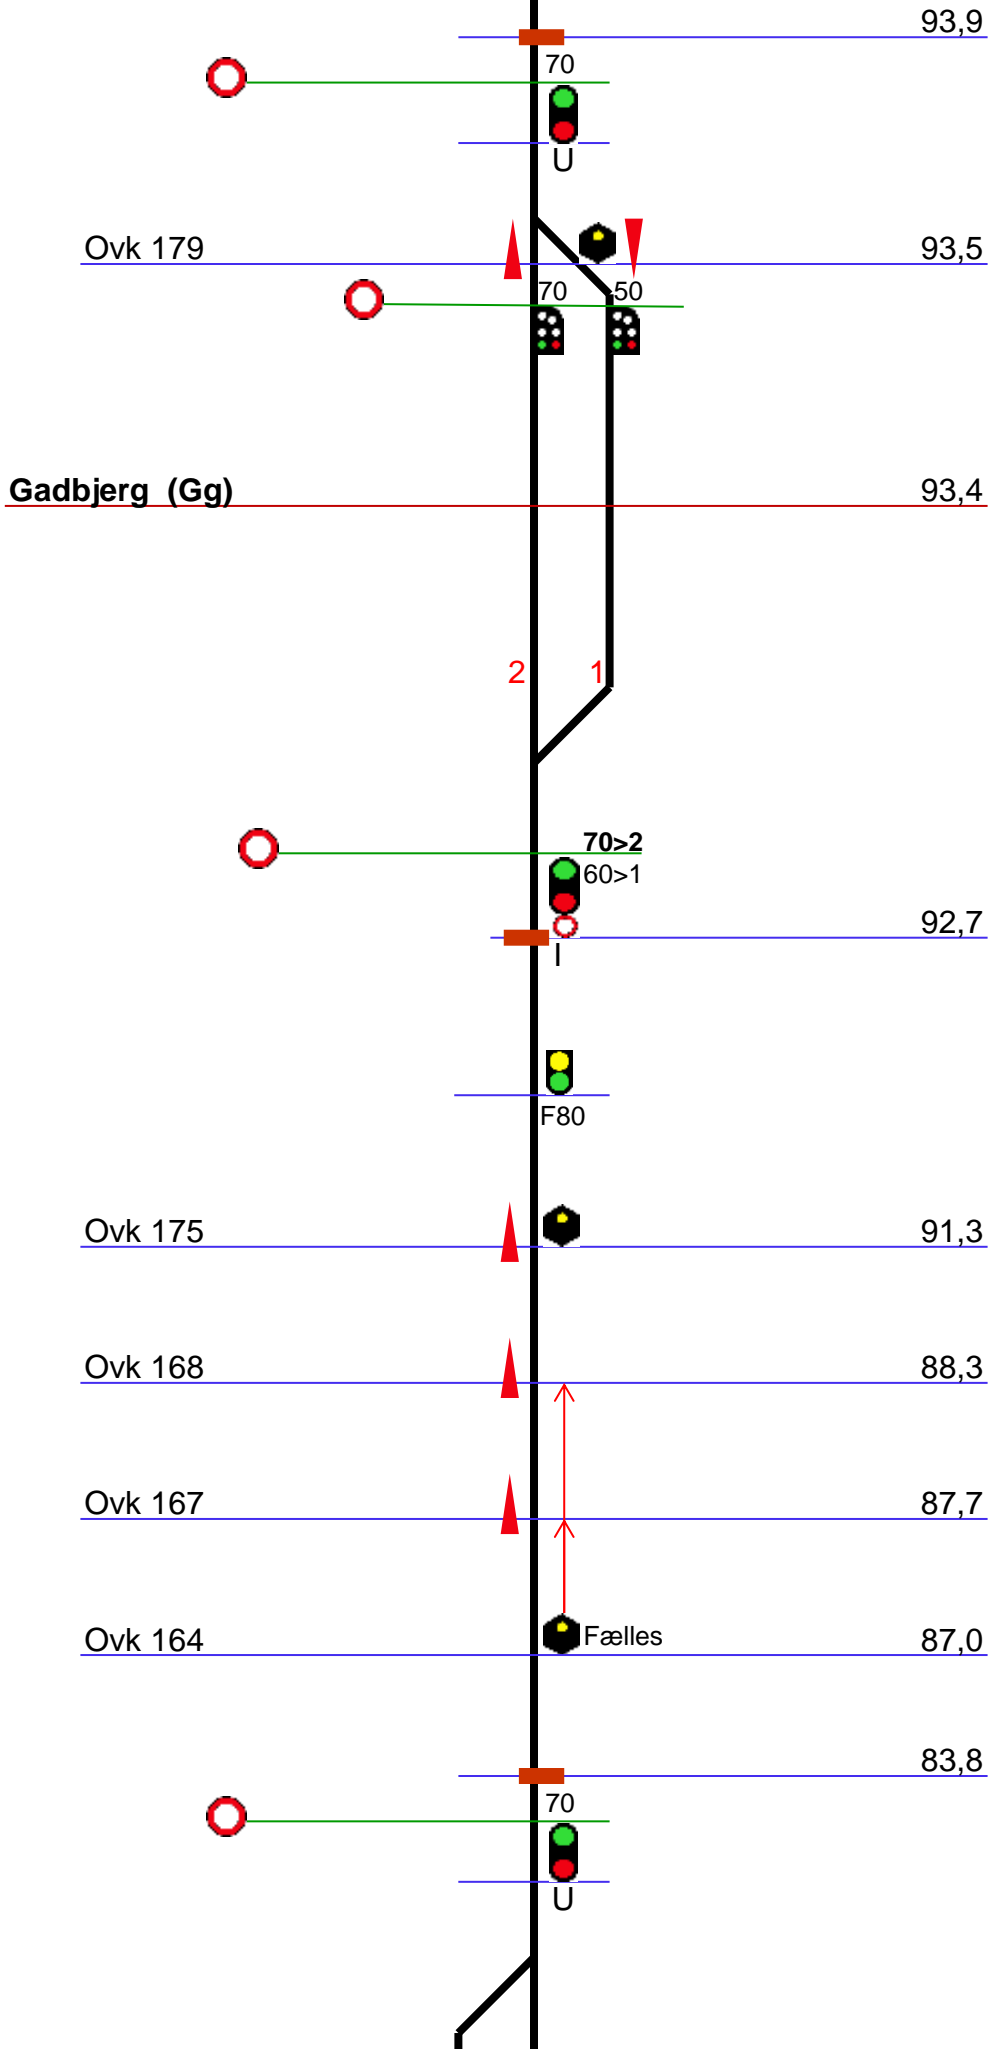 93,9
70
U
Ovk 179 93,5
70 50
Gadbjerg (Gg) 93,4
2 1
70>2
60>1
92,7
I
F80
Ovk 175 91,3
Ovk 168 88,3
Ovk 167 87,7
Ovk 164 Fælles 87,0
83,8
70
U